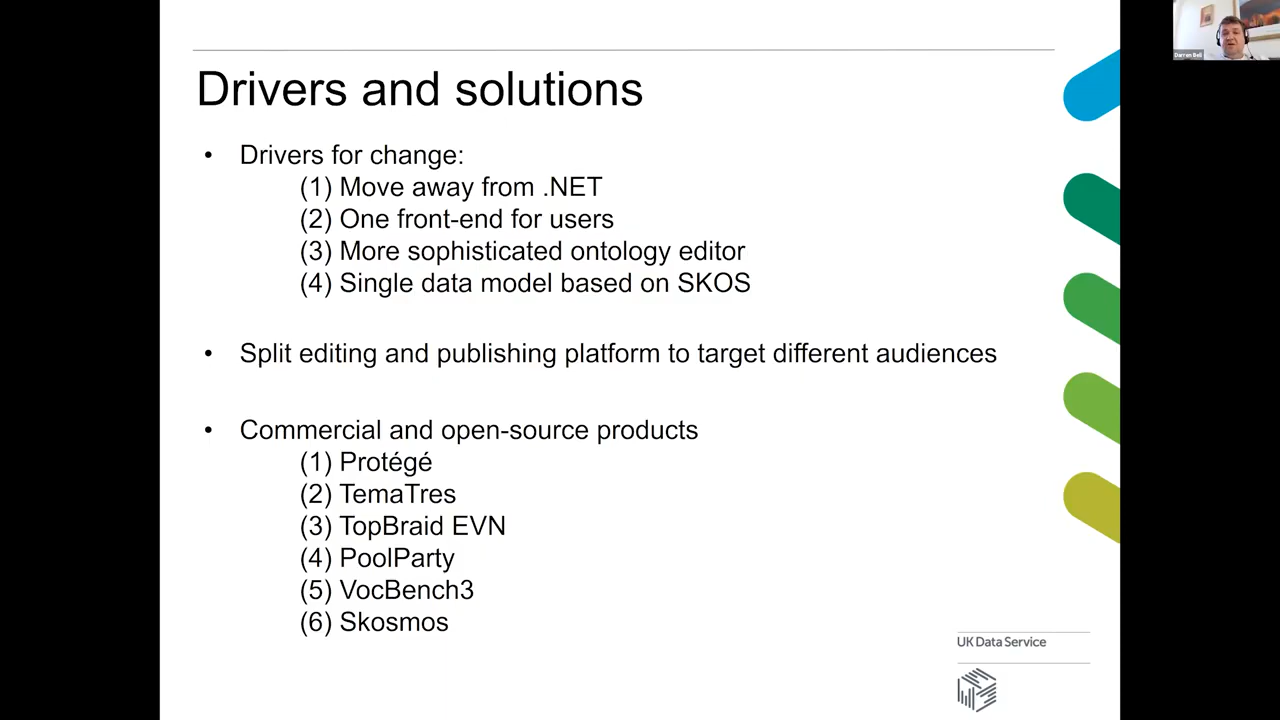 Drivers and solutions
• Drivers for change:
(1) Move away from .NET
(2) One front-end for users
(3) More sophisticated ontology editor
(4) Single data model based on SKOS
• Split editing and publishing platform to target different audiences
• Commercial and open-source products
(1) Protégé
(2) TemaTres
(3) TopBraid EVN
(4) PoolParty
(5) VocBench3
(6) Skosmos
UK Data Service
Darren Bell